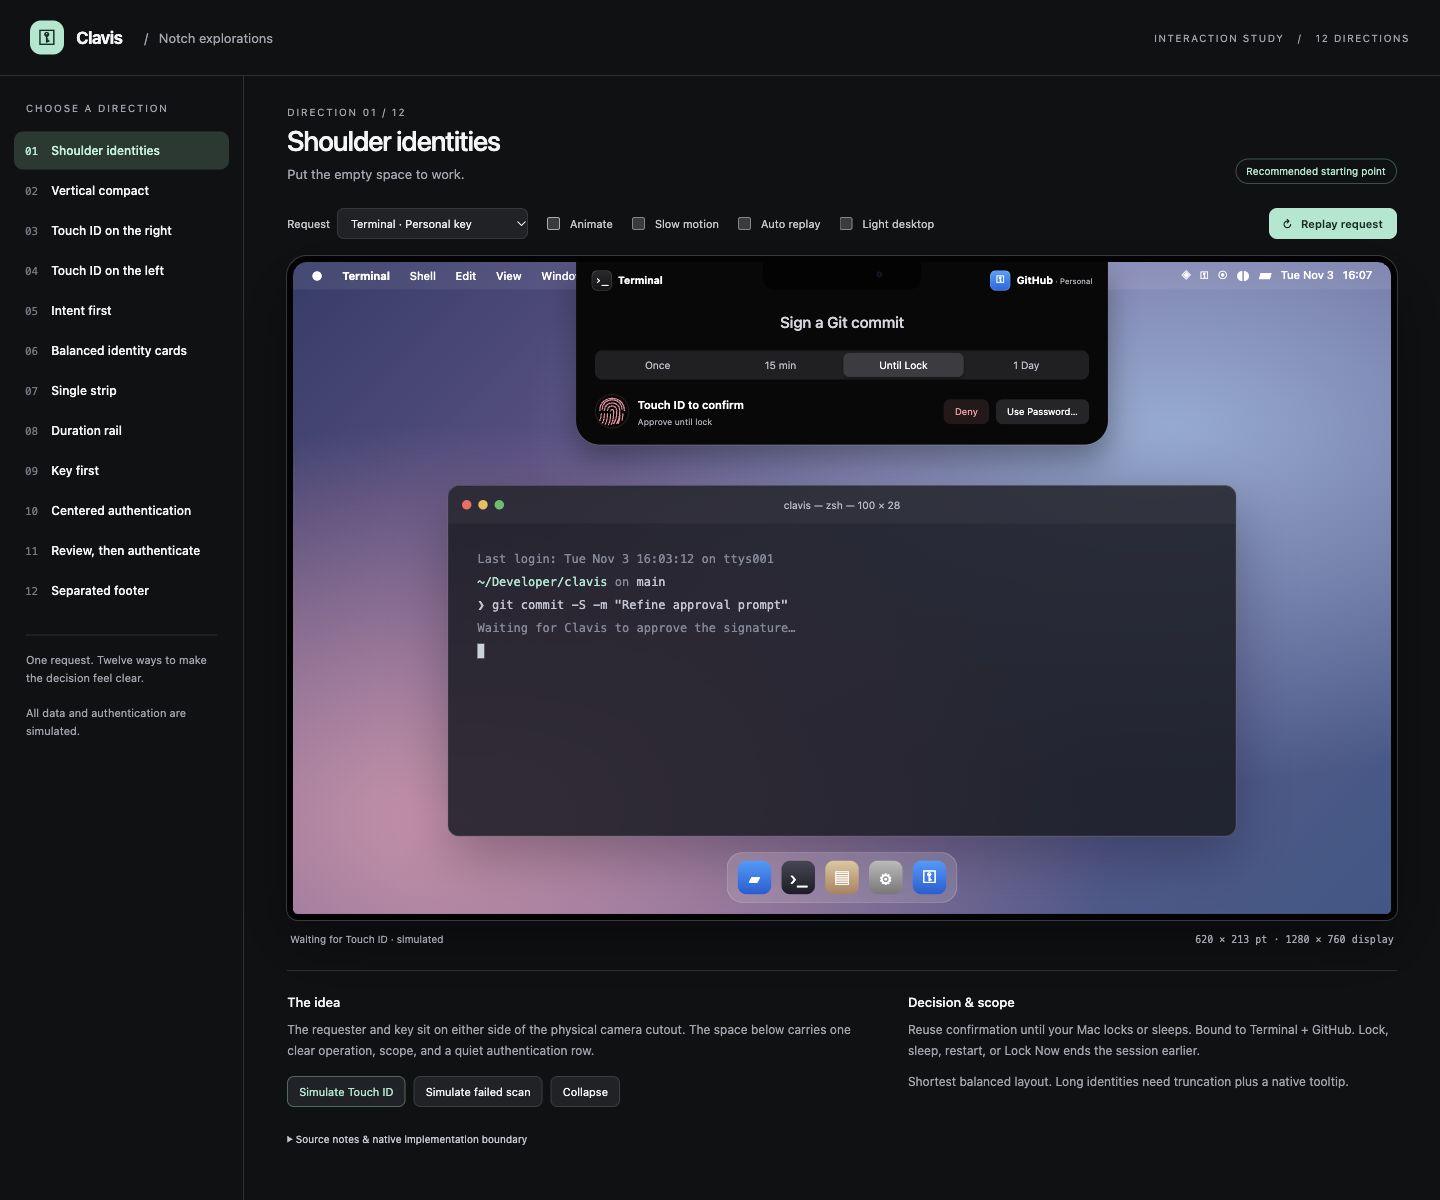 Clavis / Notch explorations
INTERACTION STUDY / 12 DIRECTIONS
CHOOSE A DIRECTION
01 Shoulder identities
02 Vertical compact
03 Touch ID on the right
04 Touch ID on the left
05 Intent first
06 Balanced identity cards
07 Single strip
08 Duration rail
09 Key first
10 Centered authentication
11 Review, then authenticate
12 Separated footer
One request. Twelve ways to make
the decision feel clear.
All data and authentication are
simulated.
DIRECTION 01 / 12
Shoulder identities
Put the empty space to work.
Recommended starting point
Request Terminal · Personal key Animate Slow motion Auto replay Light desktop
↻ Replay request
Terminal Shell Edit View Windo
Tue Nov 3 16:07
›_ Terminal
GitHub · Personal
Sign a Git commit
Once 15 min Until Lock 1 Day
Touch ID to confirm
Approve until lock
Deny Use Password...
clavis — zsh — 100 × 28
Last login: Tue Nov 3 16:03:12 on ttys001
~/Developer/clavis on main
❯ git commit -S -m "Refine approval prompt"
Waiting for Clavis to approve the signature…
›_
Waiting for Touch ID · simulated
620 × 213 pt · 1280 × 760 display
The idea
The requester and key sit on either side of the physical camera cutout. The space below carries one
clear operation, scope, and a quiet authentication row.
Simulate Touch ID Simulate failed scan Collapse
Source notes & native implementation boundary
Decision & scope
Reuse confirmation until your Mac locks or sleeps. Bound to Terminal + GitHub. Lock,
sleep, restart, or Lock Now ends the session earlier.
Shortest balanced layout. Long identities need truncation plus a native tooltip.